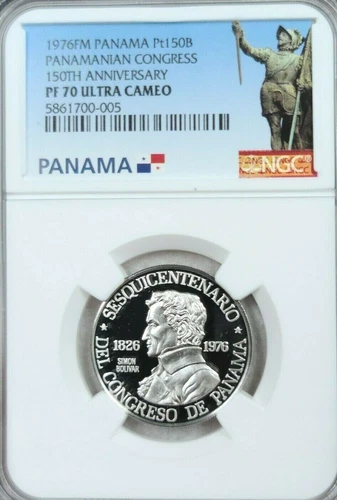 1976FM PANAMA Pt150B
PANAMANIAN CONGRESS
150TH ANNIVERSARY
PF 70 ULTRA CAMEO
5861700-005
PANAMA
NGC
SESQUICENTENARIO
1826 1976
SIMON
BOLIVAR
DEL CONGRESO DE PANAMA